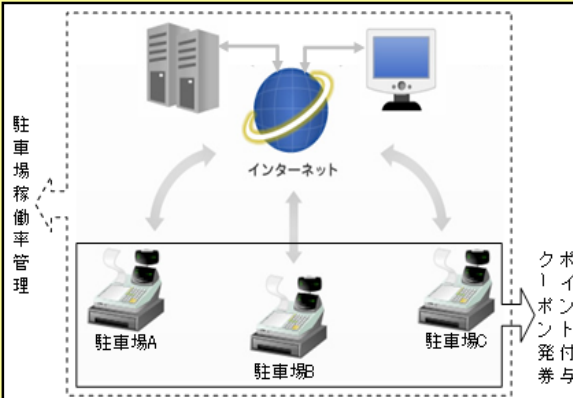 駐車場稼働率管理
インターネット
駐車場A
駐車場B
駐車場C
ポイント付与
クーポン発券